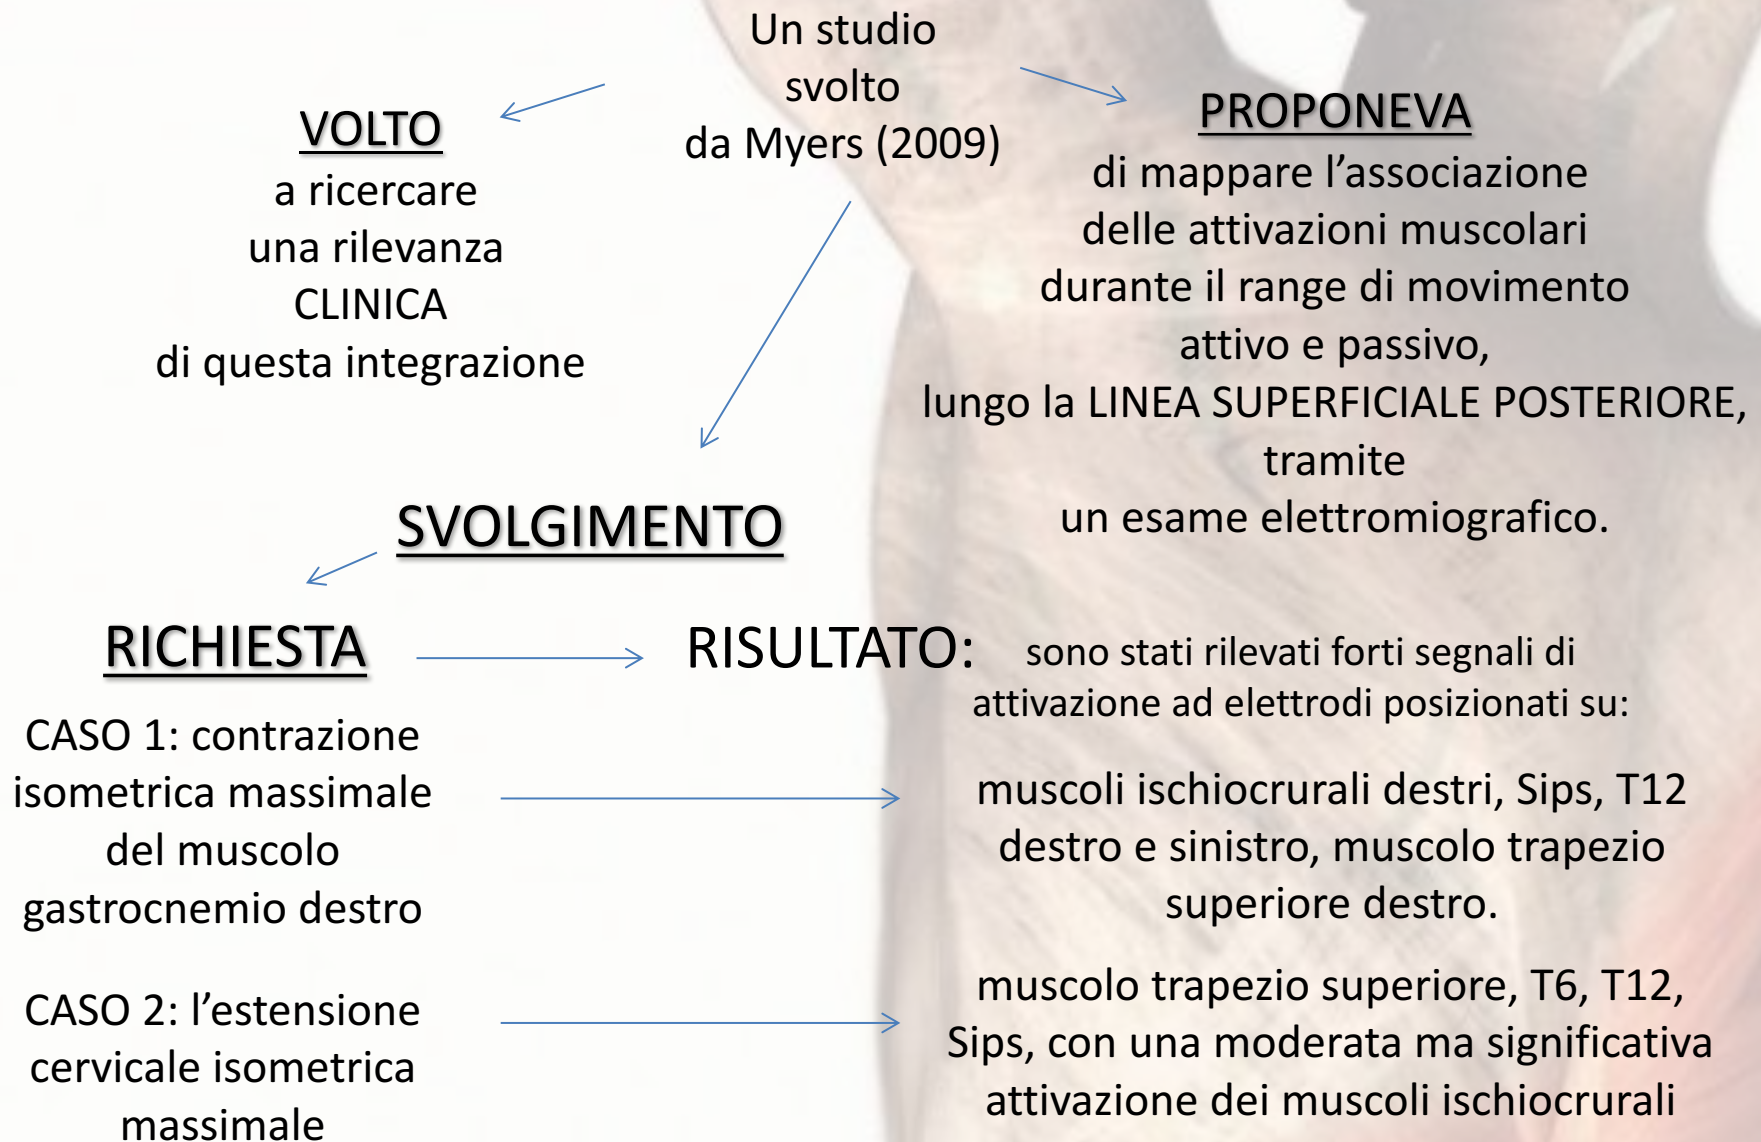 Un studio
svolto
da Myers (2009)
VOLTO
a ricercare
una rilevanza
CLINICA
di questa integrazione
PROPONEVA
di mappare l’associazione
delle attivazioni muscolari
durante il range di movimento
attivo e passivo,
lungo la LINEA SUPERFICIALE POSTERIORE,
tramite
un esame elettromiografico.
SVOLGIMENTO
RICHIESTA
RISULTATO:
sono stati rilevati forti segnali di
attivazione ad elettrodi posizionati su:
CASO 1: contrazione
isometrica massimale
del muscolo
gastrocnemio destro
muscoli ischiocrurali destri, Sips, T12
destro e sinistro, muscolo trapezio
superiore destro.
CASO 2: l’estensione
cervicale isometrica
massimale
muscolo trapezio superiore, T6, T12,
Sips, con una moderata ma significativa
attivazione dei muscoli ischiocrurali